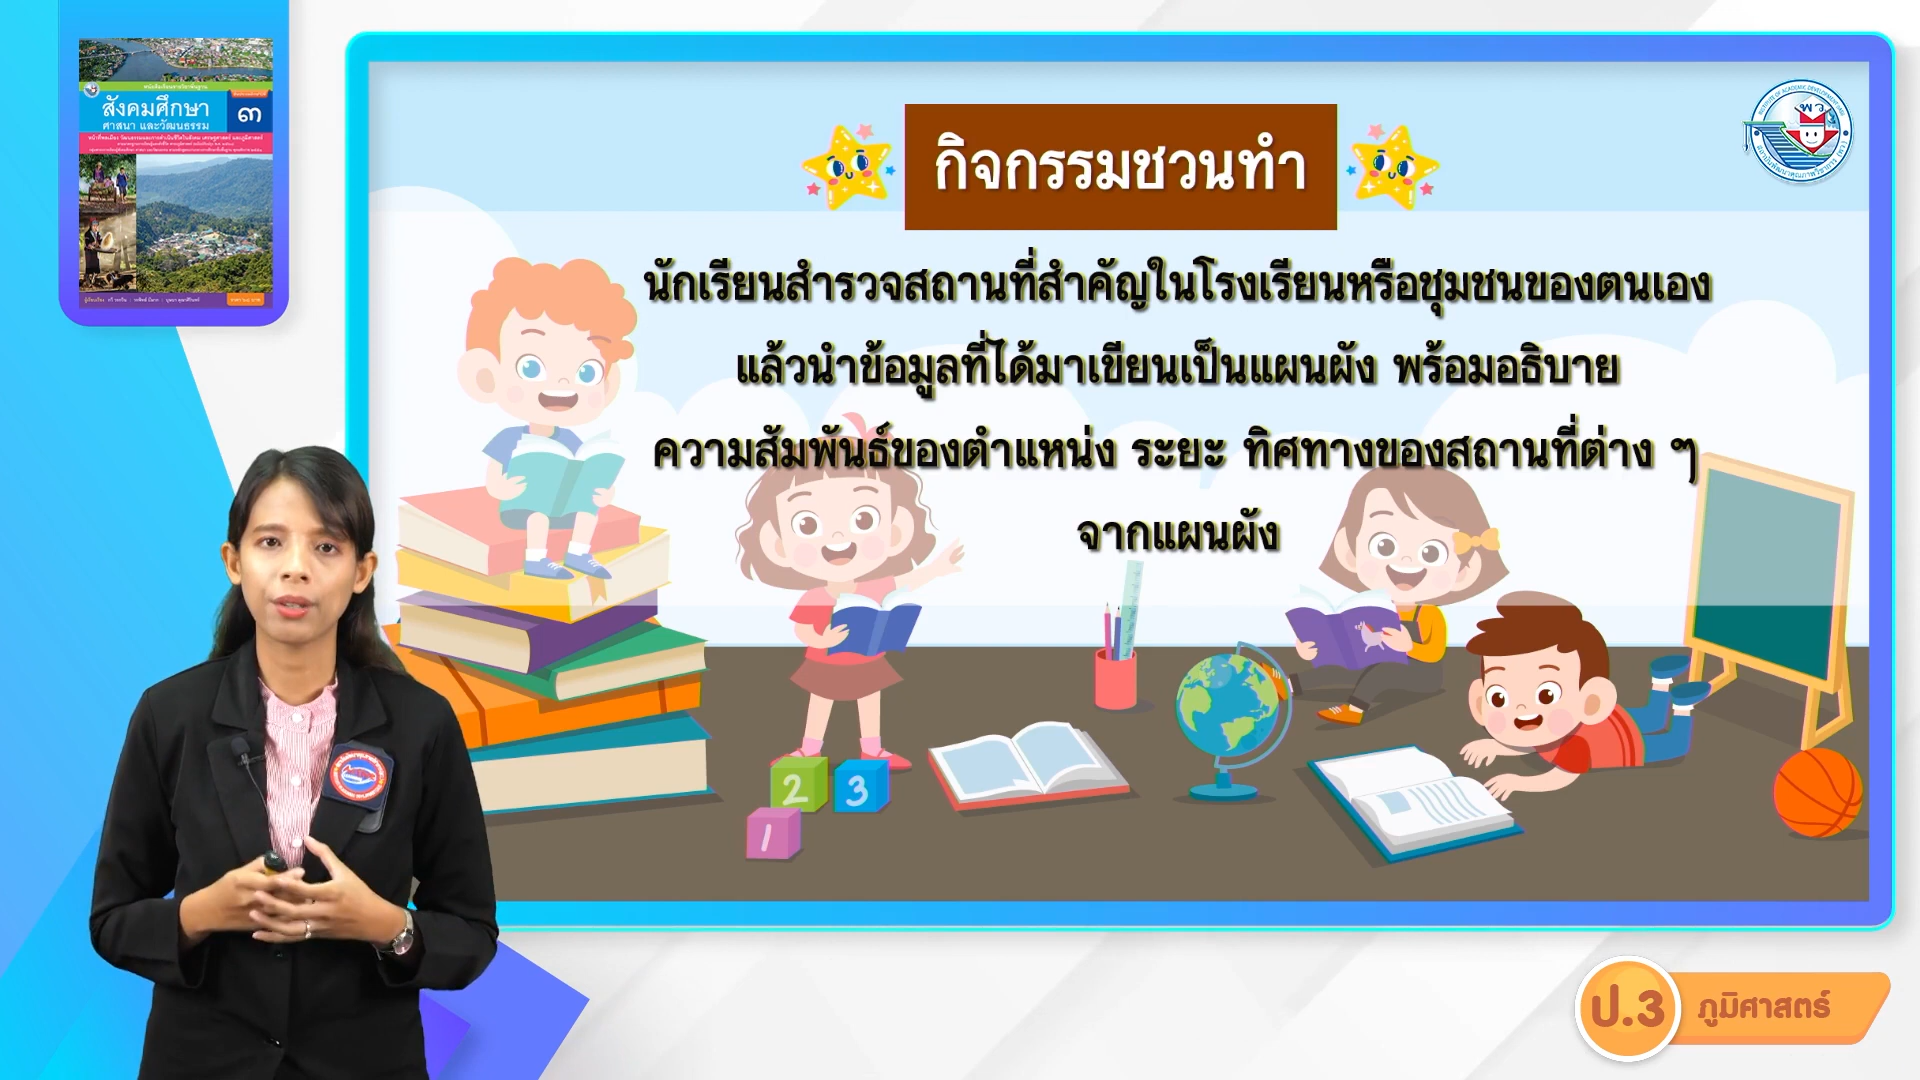 สังคมศึกษา
ศาสนา และวัฒนธรรม
๓
กิจกรรมชวนทำ
นักเรียนสำรวจสถานที่สำคัญในโรงเรียนหรือชุมชนของตนเอง
แล้วนำข้อมูลที่ได้มาเขียนเป็นแผนผัง พร้อมอธิบาย
ความสัมพันธ์ของตำแหน่ง ระยะ ทิศทางของสถานที่ต่าง ๆ
จากแผนผัง
พว
2
3
1
ป.3
ภูมิศาสตร์